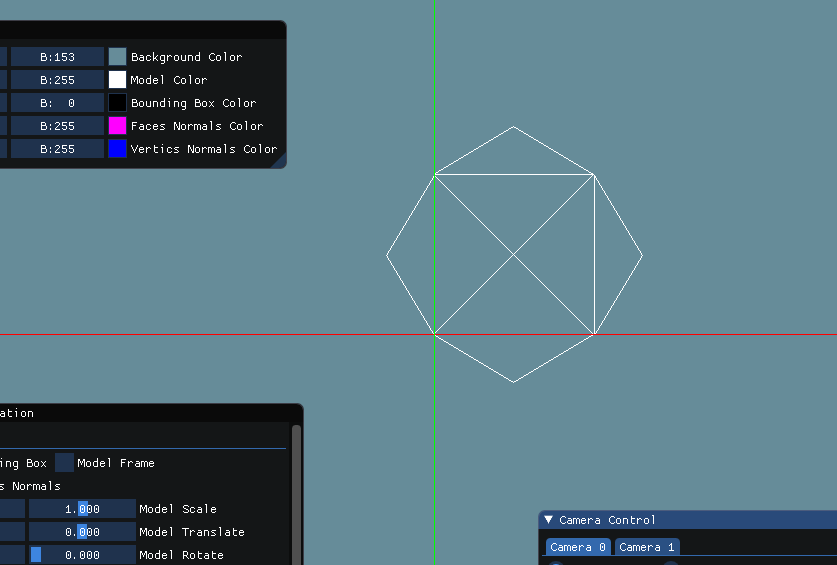 B:153 Background Color
B:255 Model Color
B:  0 Bounding Box Color
B:255 Faces Normals Color
B:255 Vertics Normals Color
ation
ing Box Model Frame
s Normals
1.000 Model Scale
0.000 Model Translate
0.000 Model Rotate
Camera Control
Camera 0 Camera 1